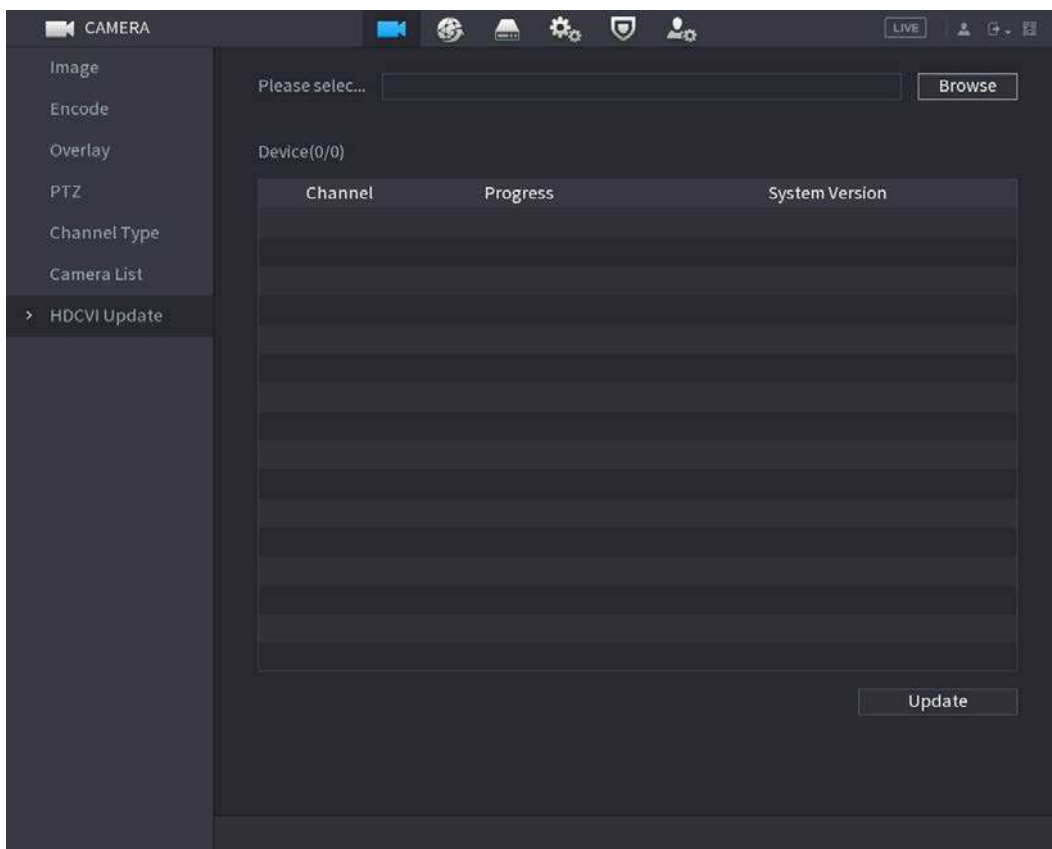 CAMERA
LIVE
Image
Encode
Overlay
PTZ
Channel Type
Camera List
> HDCVI Update
Please selec...
Browse
Device(0/0)
Channel Progress System Version
Update